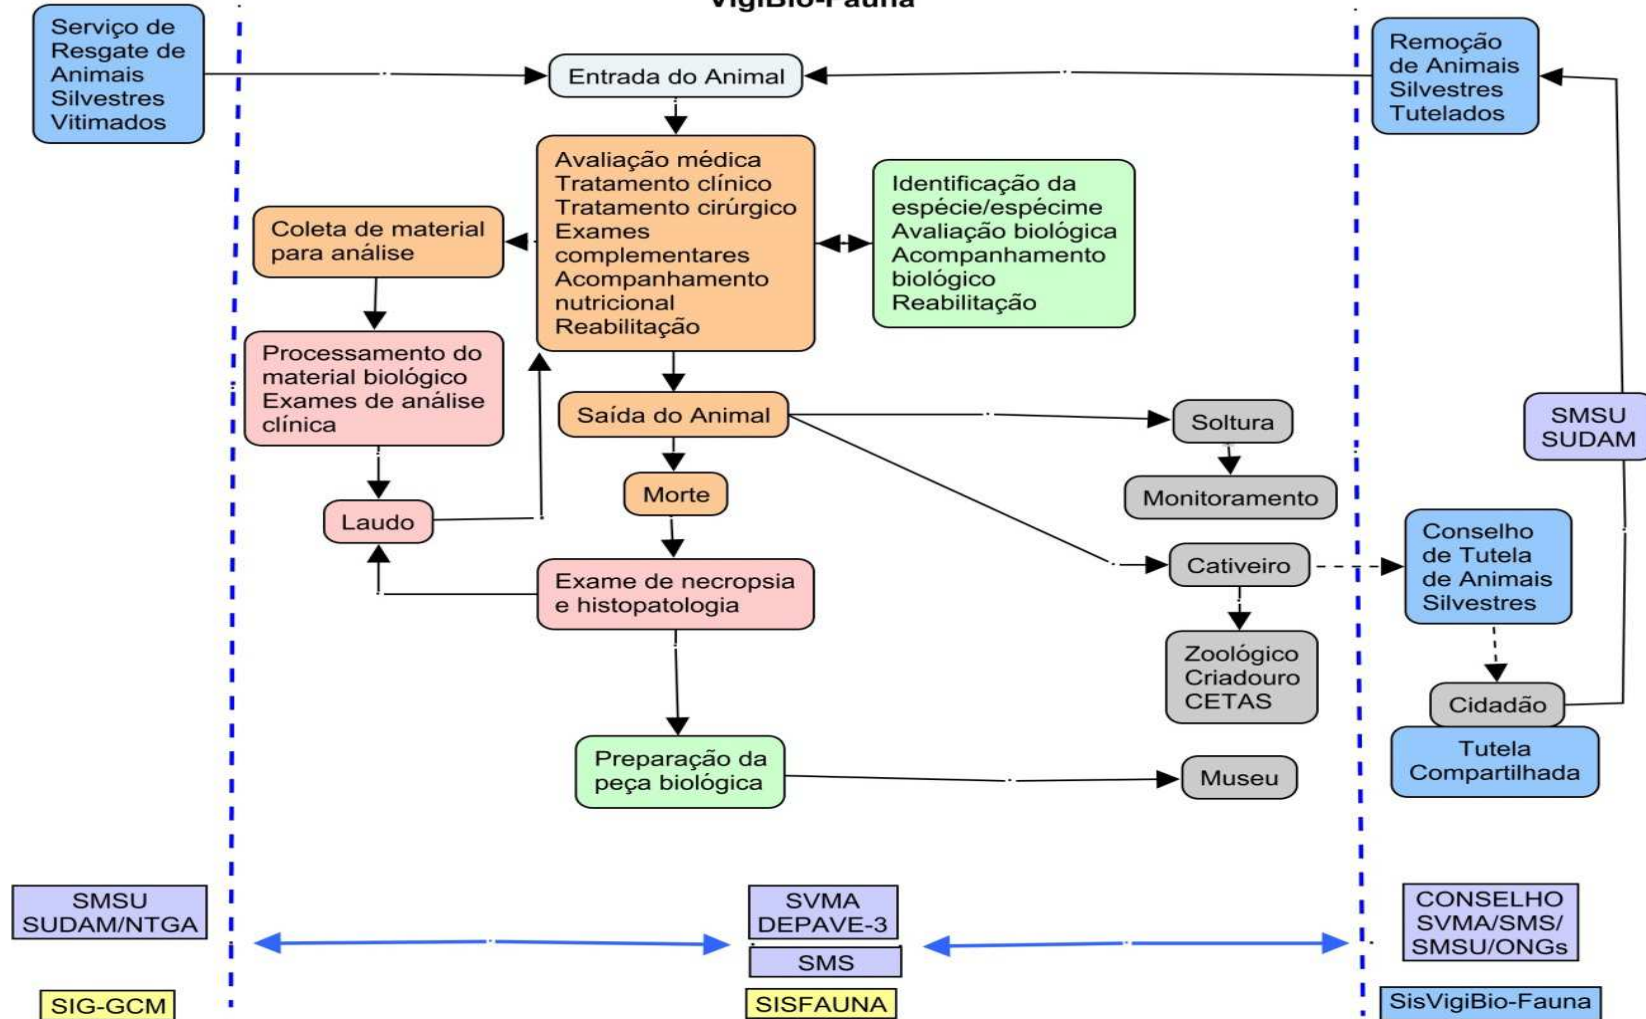 VigiBio-Fauna
Serviço de
Resgate de
Animais
Silvestres
Vitimados
Entrada do Animal
Remoção
de Animais
Silvestres
Tutelados
Avaliação médica
Tratamento clínico
Tratamento cirúrgico
Exames
complementares
Acompanhamento
nutricional
Reabilitação
Identificação da
espécie/espécime
Avaliação biológica
Acompanhamento
biológico
Reabilitação
Coleta de material
para análise
Processamento do
material biológico
Exames de análise
clínica
Saída do Animal
Soltura
SMSU
SUDAM
Morte
Monitoramento
Laudo
Conselho
de Tutela
de Animais
Silvestres
Exame de necropsia
e histopatologia
Cativeiro
Zoológico
Criadouro
CETAS
Cidadão
Tutela
Compartilhada
Preparação da
peça biológica
Museu
SMSU
SUDAM/NTGA
SVMA
DEPAVE-3
SMS
CONSELHO
SVMA/SMS/
SMSU/ONGs
SIG-GCM
SISFAUNA
SisVigiBio-Fauna